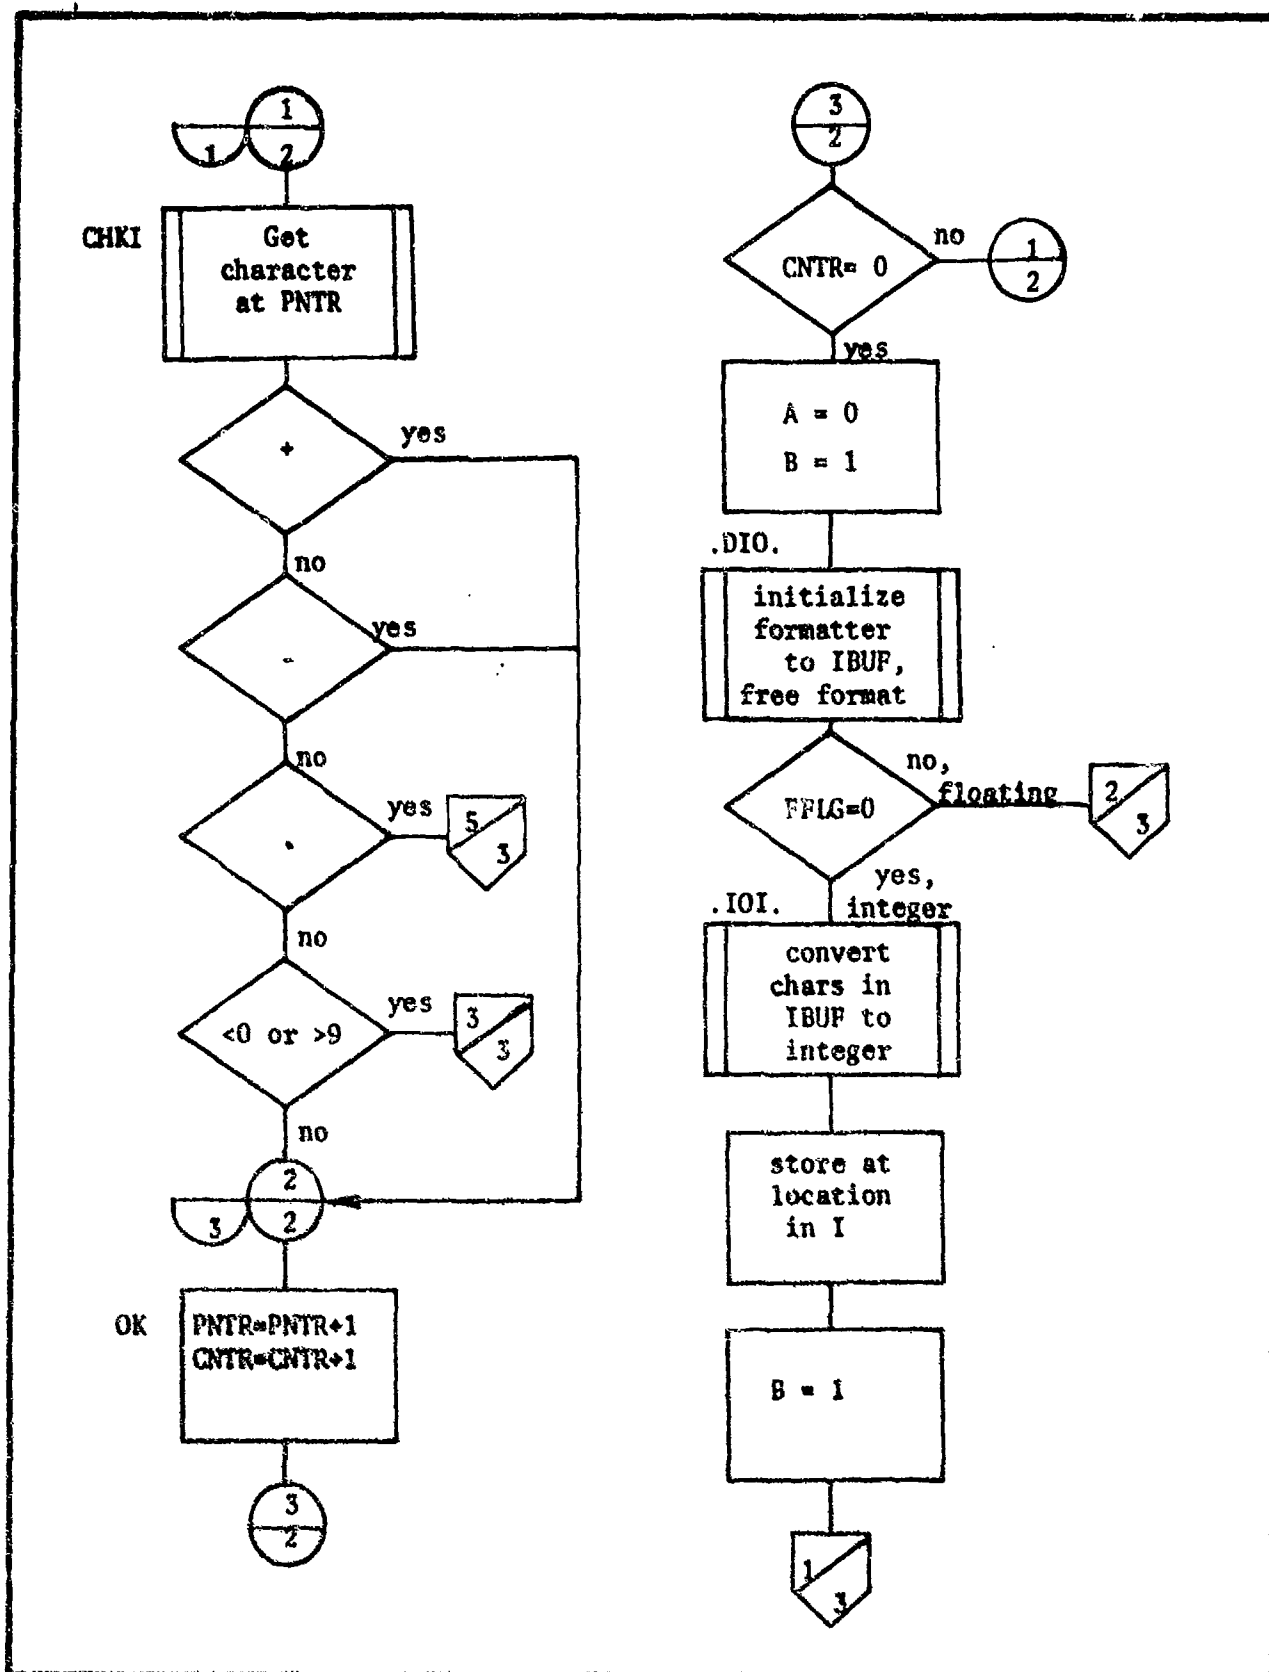 1
1 2
CHKI
Get
character
at PNTR
+
yes
no
-
yes
no
.
yes
5
3
no
<0 or >9
yes
3
3
no
2
3 2
OK
PNTR=PNTR+1
CNTR=CNTR+1
3
2
3
2
CNTR= 0
no
1
2
yes
A = 0
B = 1
.DIO.
initialize
formatter
to IBUF,
free format
FFLG=0
no,
floating
2
3
yes,
integer
.IOI.
convert
chars in
IBUF to
integer
store at
location
in I
B = 1
1
3